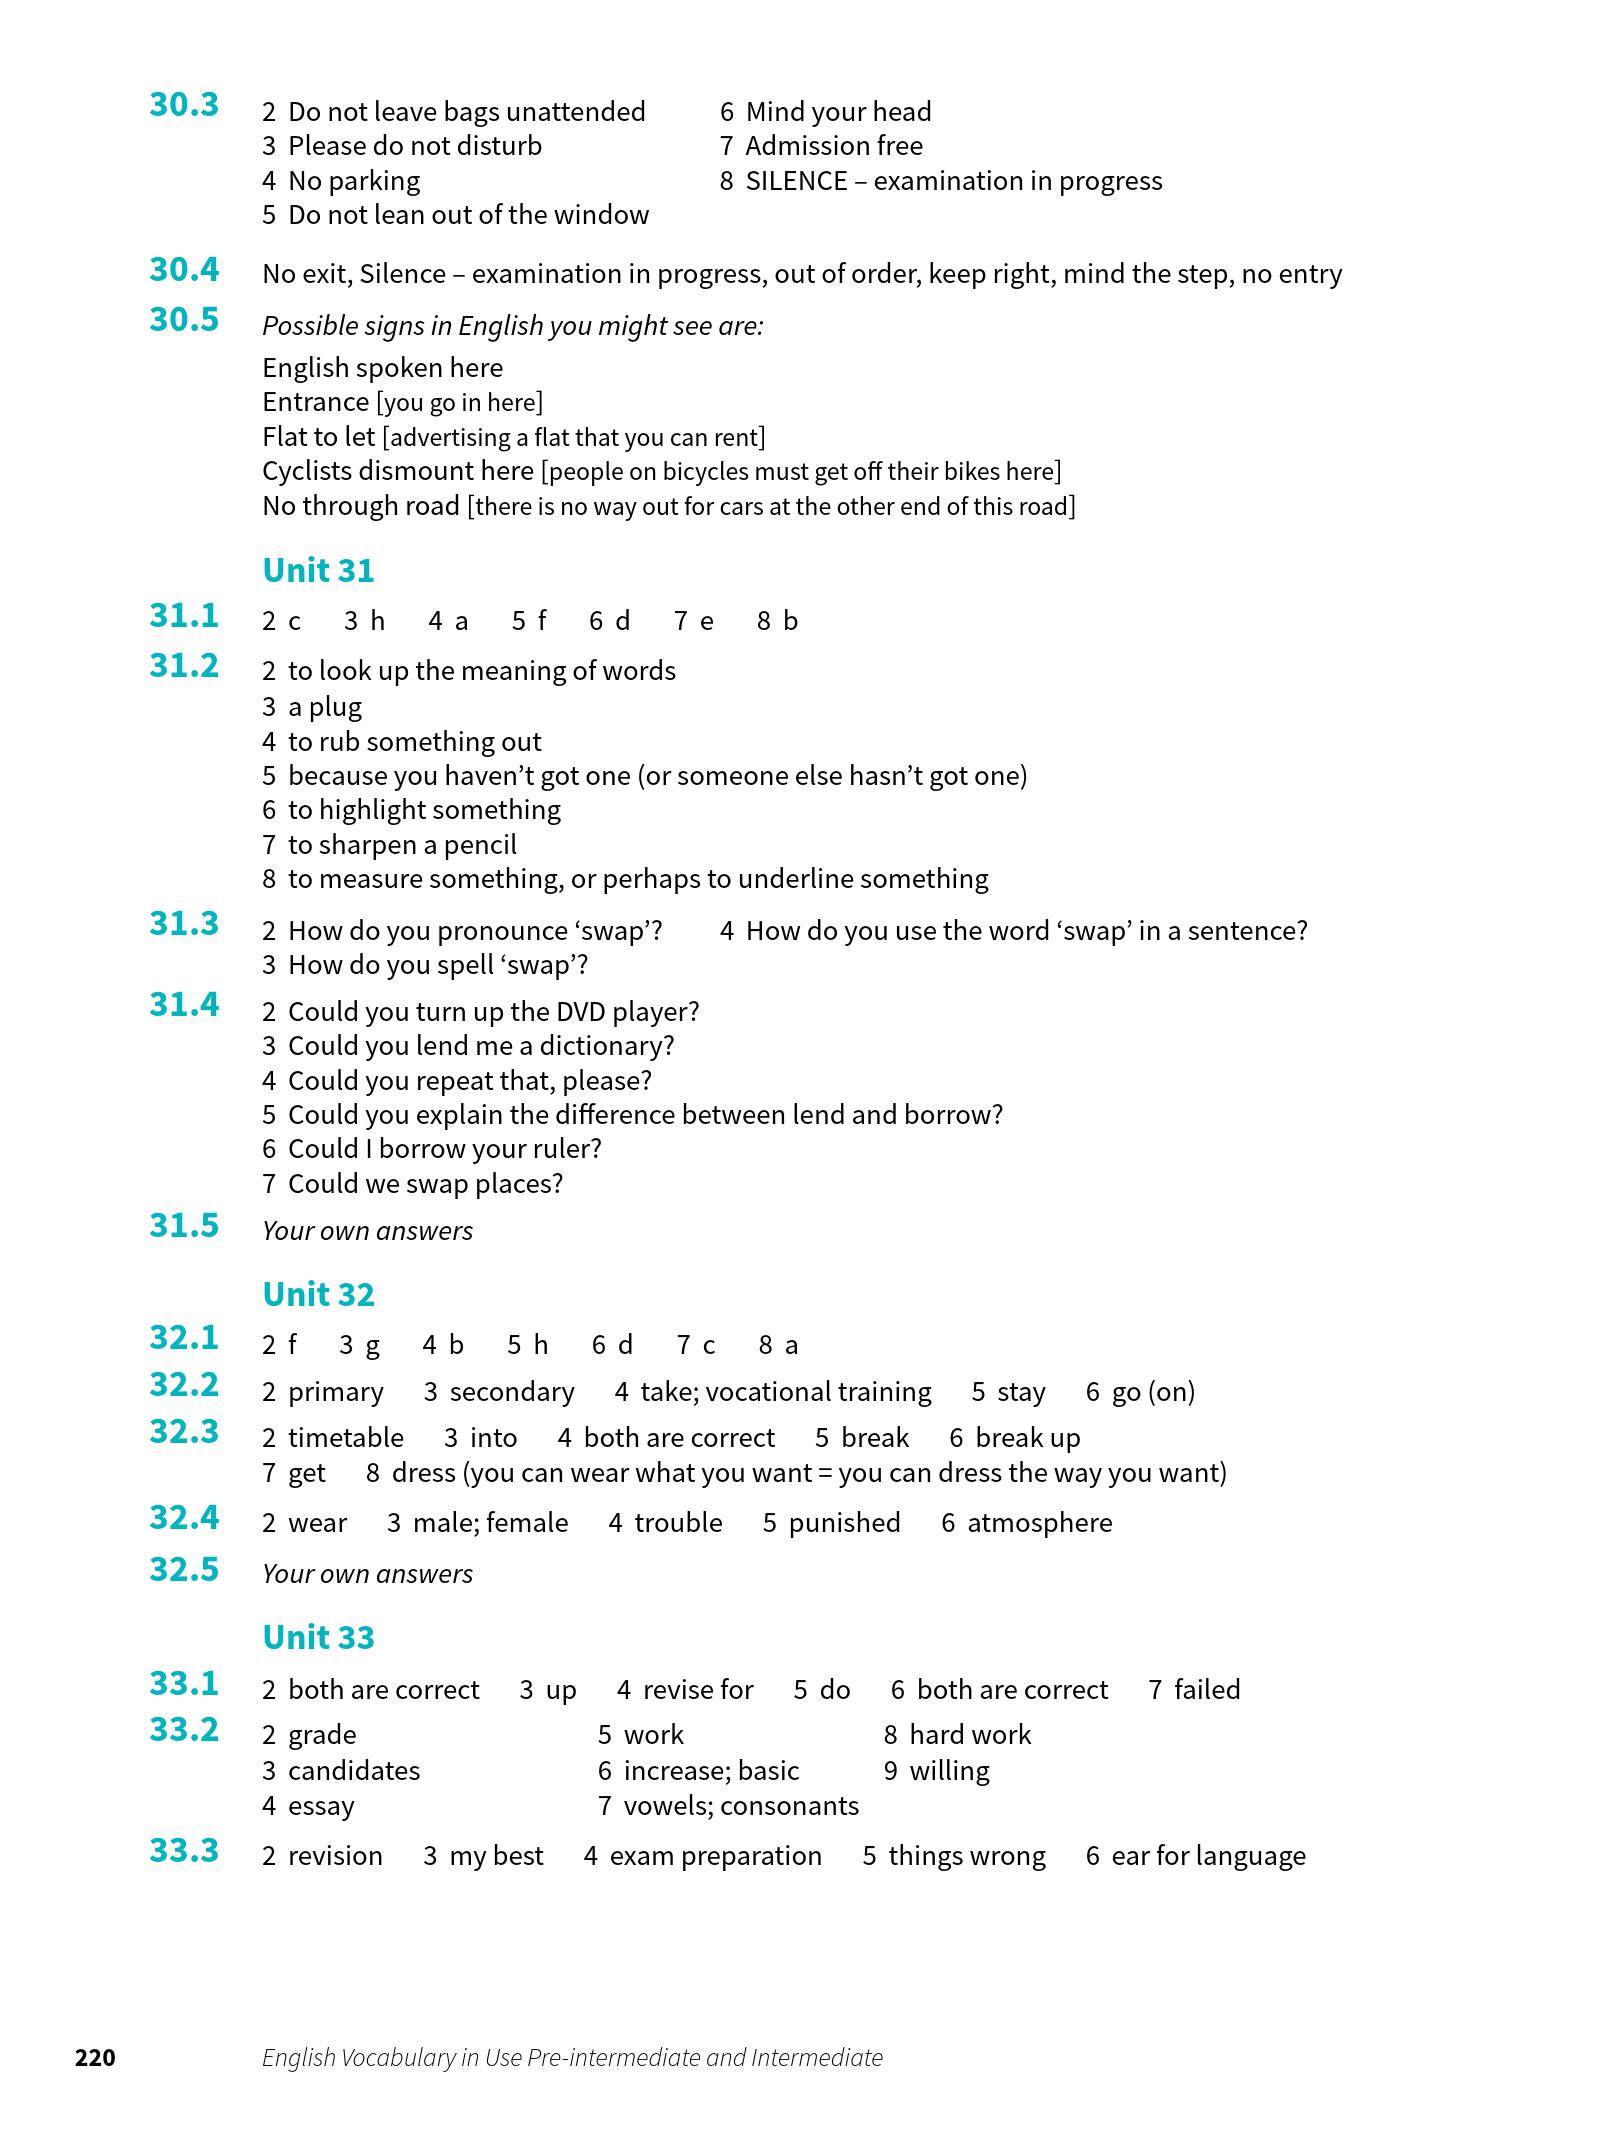 30.3 2 Do not leave bags unattended 6 Mind your head
3 Please do not disturb 7 Admission free
4 No parking 8 SILENCE – examination in progress
5 Do not lean out of the window
30.4 No exit, Silence – examination in progress, out of order, keep right, mind the step, no entry
30.5 Possible signs in English you might see are:
English spoken here
Entrance [you go in here]
Flat to let [advertising a flat that you can rent]
Cyclists dismount here [people on bicycles must get off their bikes here]
No through road [there is no way out for cars at the other end of this road]
Unit 31
31.1 2 c 3 h 4 a 5 f 6 d 7 e 8 b
31.2 2 to look up the meaning of words
3 a plug
4 to rub something out
5 because you haven’t got one (or someone else hasn’t got one)
6 to highlight something
7 to sharpen a pencil
8 to measure something, or perhaps to underline something
31.3 2 How do you pronounce ‘swap’? 4 How do you use the word ‘swap’ in a sentence?
3 How do you spell ‘swap’?
31.4 2 Could you turn up the DVD player?
3 Could you lend me a dictionary?
4 Could you repeat that, please?
5 Could you explain the difference between lend and borrow?
6 Could I borrow your ruler?
7 Could we swap places?
31.5 Your own answers
Unit 32
32.1 2 f 3 g 4 b 5 h 6 d 7 c 8 a
32.2 2 primary 3 secondary 4 take; vocational training 5 stay 6 go (on)
32.3 2 timetable 3 into 4 both are correct 5 break 6 break up
7 get 8 dress (you can wear what you want = you can dress the way you want)
32.4 2 wear 3 male; female 4 trouble 5 punished 6 atmosphere
32.5 Your own answers
Unit 33
33.1 2 both are correct 3 up 4 revise for 5 do 6 both are correct 7 failed
33.2 2 grade 5 work 8 hard work
3 candidates 6 increase; basic 9 willing
4 essay 7 vowels; consonants
33.3 2 revision 3 my best 4 exam preparation 5 things wrong 6 ear for language
220 English Vocabulary in Use Pre-intermediate and Intermediate